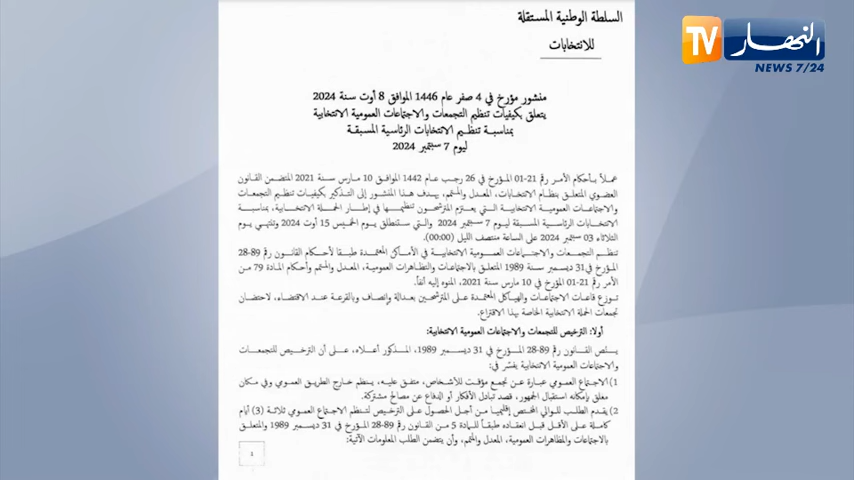 السلطة الوطنية المستقلة
للانتخابات
النهار TV
NEWS 7/24
منشور مؤرخ في 4 صفر عام 1446 الموافق 8 أوت سنة 2024
يتعلق بكيفيات تنظيم التجمعات والاجتماعات العمومية الانتخابية
بمناسبة تنظيم الانتخابات الرئاسية المسبقة
ليوم 7 سبتمبر 2024
عملاً بأحكام الأمر رقم 21-01 المؤرخ في 26 رجب عام 1442 الموافق 10 مارس سنة 2021 المتضمن القانون
العضوي المتعلق بنظام الانتخابات، المعدل والمتمم، يهدف هذا المنشور إلى التذكير بكيفيات تنظيم التجمعات
والاجتماعات العمومية الانتخابية التي يعتزم المترشحون تنظيمها في إطار الحملة الانتخابية، بمناسبة
الانتخابات الرئاسية المسبقة ليوم 7 سبتمبر 2024 والتي ستنطلق يوم الخميس 15 أوت 2024 وتنتهي يوم
الثلاثاء 03 سبتمبر 2024 على الساعة منتصف الليل (00:00).
تنظم التجمعات والاجتماعات العمومية الانتخابية في الأماكن المعتمدة طبقا لأحكام القانون رقم 89-28
المؤرخ في 31 ديسمبر سنة 1989 المتعلق بالاجتماعات والتظاهرات العمومية، المعدل والمتمم وأحكام المادة 79 من
الأمر رقم 21-01 المؤرخ في 10 مارس سنة 2021، المنوه إليه آنفاً.
توزع قاعات الاجتماعات والهياكل المعتمدة على المترشحين بعدالة وإنصاف وبالقرعة عند الاقتضاء، لاحتضان
تجمعات الحملة الانتخابية الخاصة بهذا الاقتراع.
أولا: الترخيص للتجمعات والاجتماعات العمومية الانتخابية:
ينص القانون رقم 89-28 المؤرخ في 31 ديسمبر 1989، المذكور أعلاه، على أن الترخيص للتجمعات
والاجتماعات العمومية الانتخابية يفسّر في:
1) الاجتماع العمومي عبارة عن تجمع مؤقت للأشخاص، متفق عليه، ينظم خارج الطريق العمومي وفي مكان
مغلق بإمكانه استقبال الجمهور، قصد تبادل الأفكار أو الدفاع عن مصالح مشتركة.
2) يقدم الطلب للوالي المختص إقليميا من أجل الحصول على الترخيص لتنظيم الاجتماع العمومي ثلاثة (3) أيام
كاملة على الأقل قبل انعقاده طبقاً للمادة 5 من القانون رقم 89-28 المؤرخ في 31 ديسمبر 1989 والمتعلق
بالاجتماعات والمظاهرات العمومية، المعدل والمتمم، وأن يتضمن الطلب المعلومات الآتية:
1